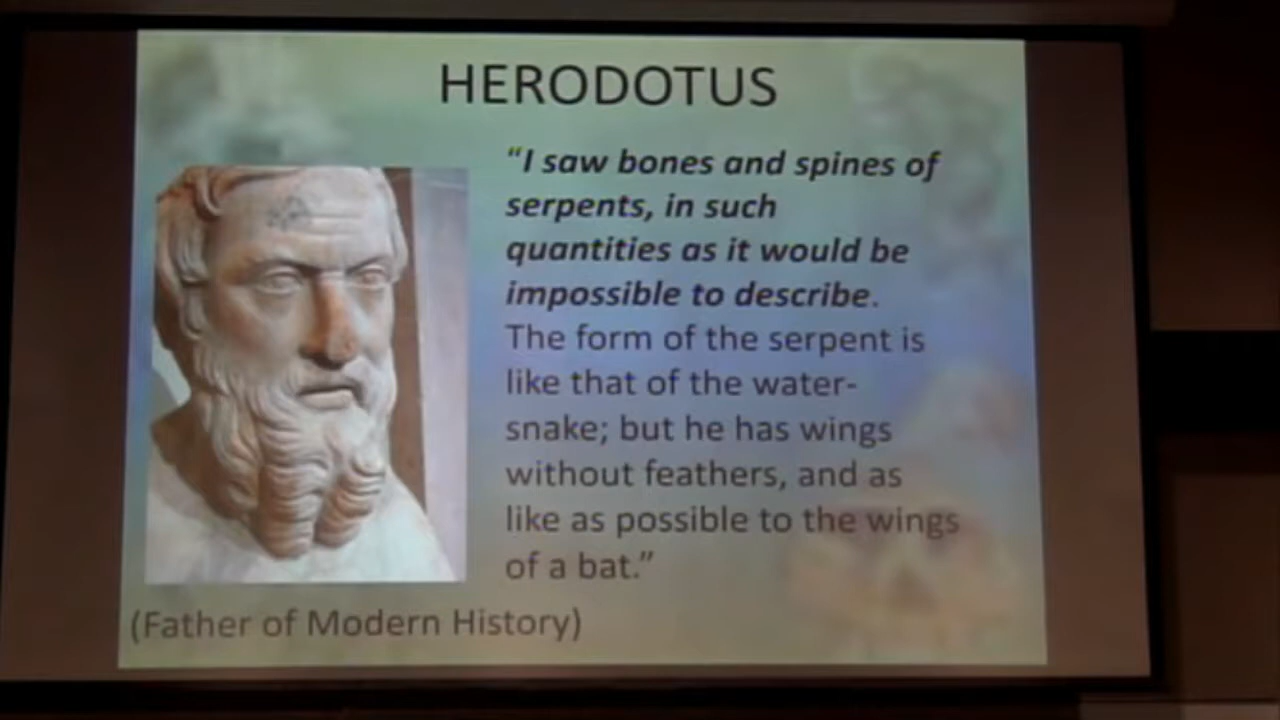 HERODOTUS
“I saw bones and spines of
serpents, in such
quantities as it would be
impossible to describe.
The form of the serpent is
like that of the water-
snake; but he has wings
without feathers, and as
like as possible to the wings
of a bat.”
(Father of Modern History)